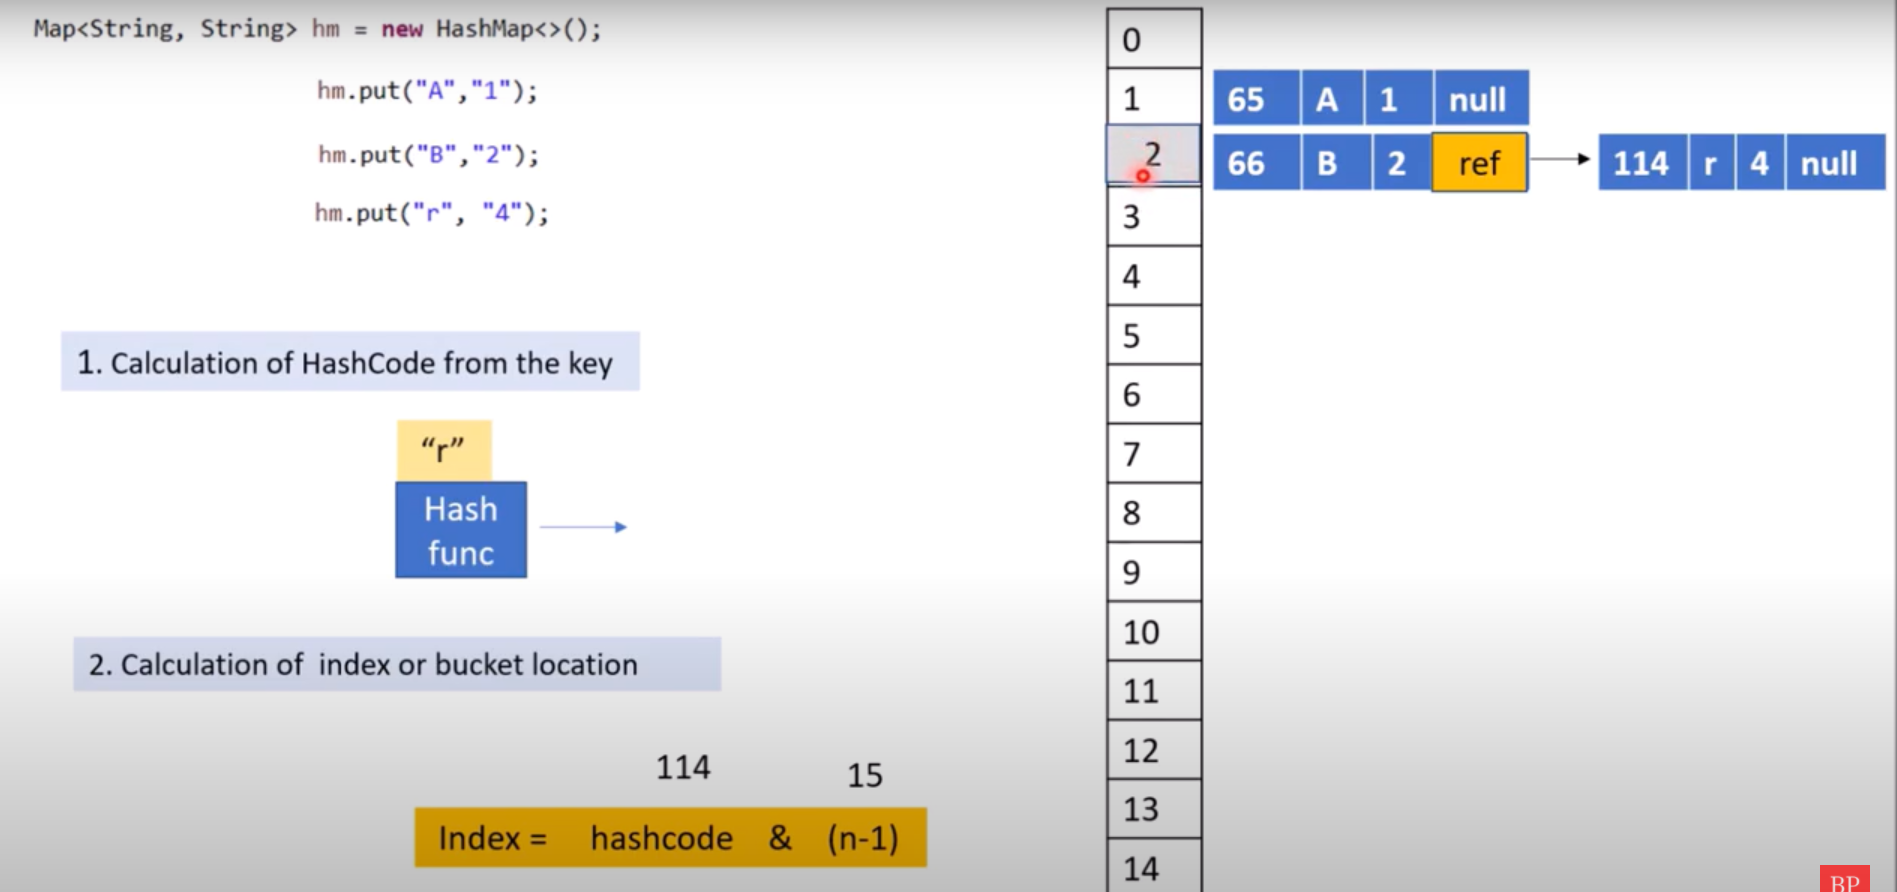 Map<String, String> hm = new HashMap<>();
hm.put("A","1");
hm.put("B","2");
hm.put("r", "4");
1. Calculation of HashCode from the key
“r”
Hash
func
2. Calculation of index or bucket location
114 15
Index = hashcode & (n-1)
0
1 65 A 1 null
2 66 B 2 ref 114 r 4 null
3
4
5
6
7
8
9
10
11
12
13
14
BP